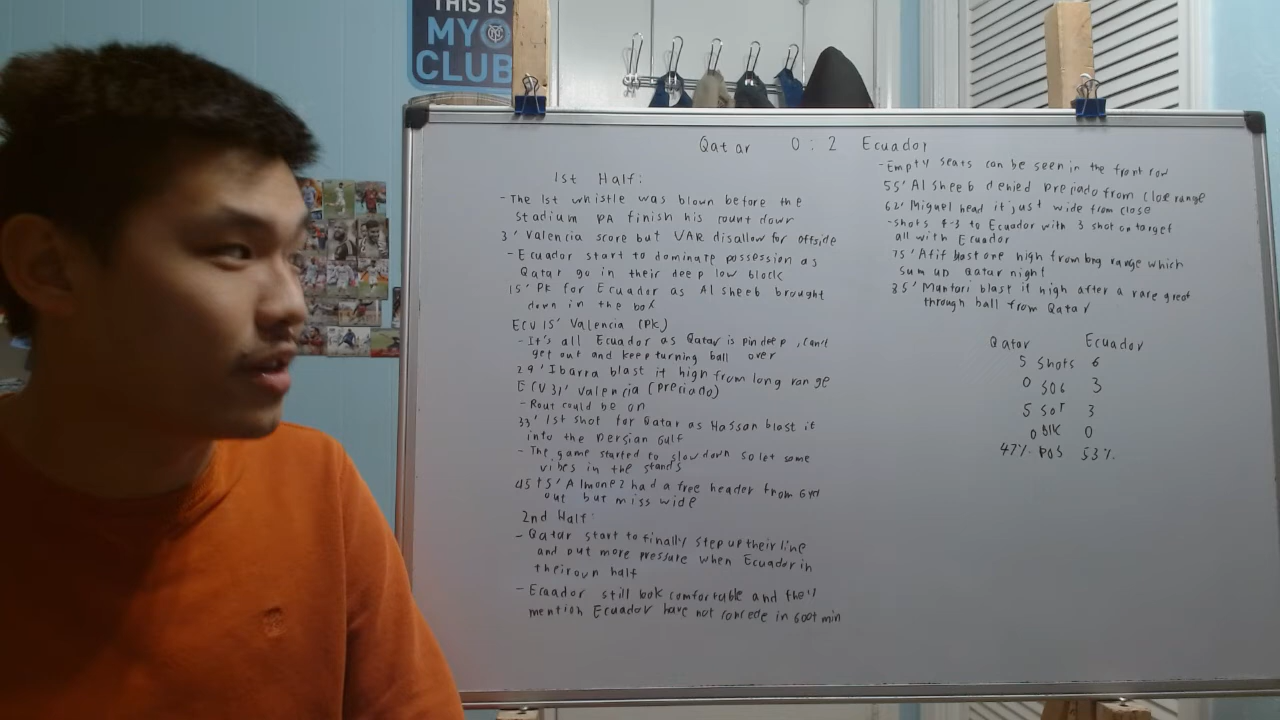 THIS IS
MY
CLUB
Qatar 0 : 2 Ecuador
1st Half:
- The 1st whistle was blown before the
stadium PA finish his count down
3' Valencia score but VAR disallow for offside
- Ecuador start to dominate possession as
Qatar go in their deep low block
15' PK for Ecuador as Al sheeb brought
down in the box
ECU 15' Valencia (PK)
- It's all Ecuador as Qatar is pin deep, can't
get out and keep turning ball over
29' Ibarra blast it high from long range
ECU 31' Valencia (Preciado)
- Rout could be on
33' 1st shot for Qatar as Hassan blast it
into the Persian Gulf
- The game started to slow down so let some
vibes in the stands
45+5' Almoez had a free header from 6 yd
out but miss wide
2nd Half:
- Qatar start to finally step up their line
and put more pressure when Ecuador in
their own half
- Ecuador still look comfortable and they'll
mention Ecuador have not concede in 600+ min
- Empty seats can be seen in the front row
55' Al sheeb denied Preciado from close range
62' Miguel head it just wide from close
- Shots 4-3 to Ecuador with 3 shot on target
all with Ecuador
75' Afif blast one high from long range which
sum up Qatar night
85' Muntari blast it high after a rare great
through ball from Qatar
Qatar Ecuador
5 Shots 6
0 SOG 3
5 SOT 3
0 Blk 0
47% POS 53%